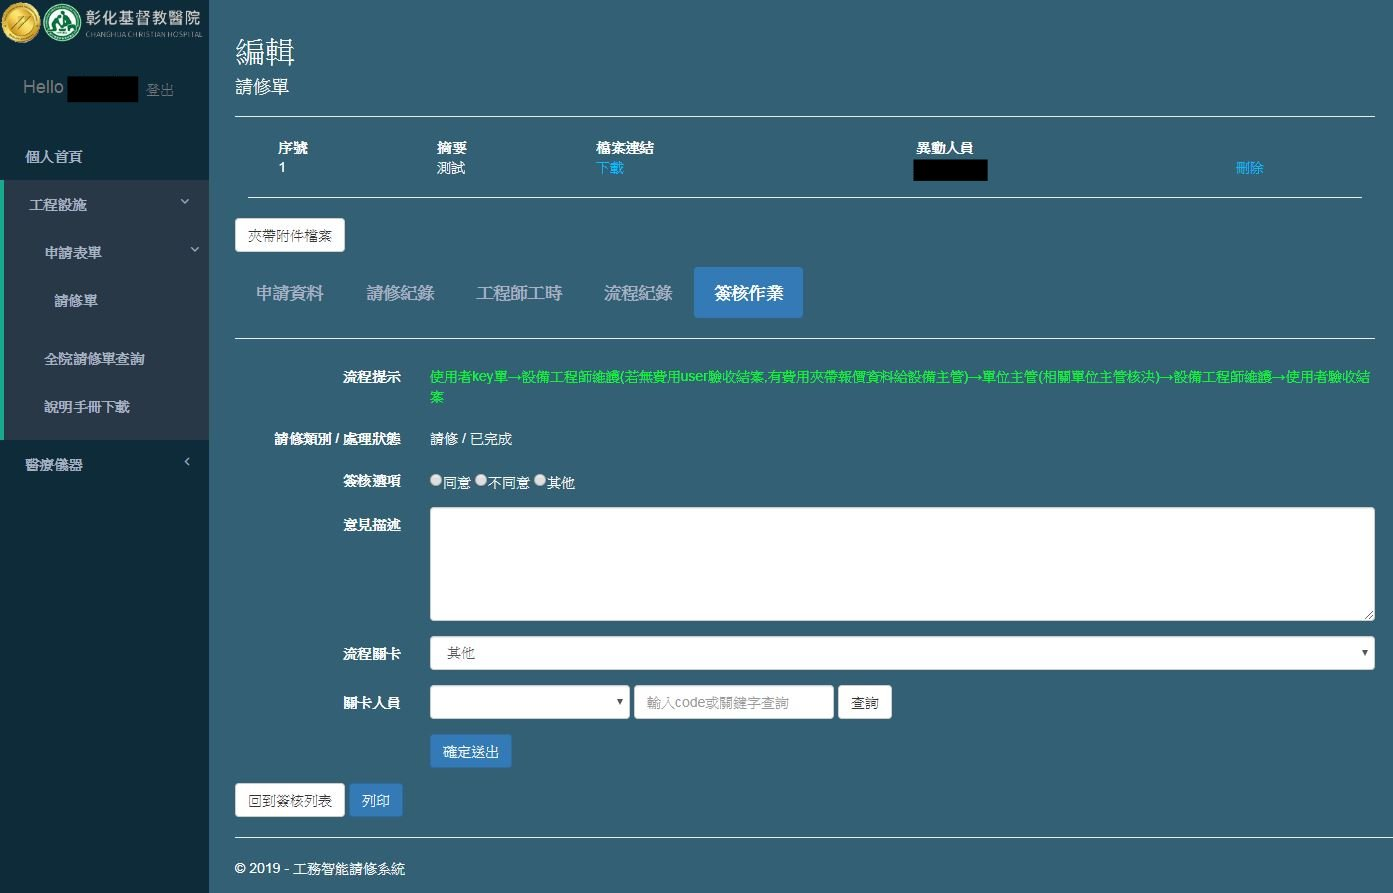 彰化基督教醫院
CHANGHUA CHRISTIAN HOSPITAL
Hello 登出
個人首頁
工程設施
申請表單
請修單
全院請修單查詢
說明手冊下載
醫療儀器
編輯
請修單
序號 摘要 檔案連結 異動人員
1 測試 下載 刪除
夾帶附件檔案
申請資料 請修紀錄 工程師工時 流程紀錄 簽核作業
流程提示 使用者key單→設備工程師維護(若無費用user驗收結案,有費用夾帶報價資料給設備主管)→單位主管(相關單位主管核決)→設備工程師維護→使用者驗收結
案
請修類別 / 處理狀態 請修 / 已完成
簽核選項 同意 不同意 其他
意見描述
流程關卡 其他
關卡人員 輸入code或關鍵字查詢 查詢
確定送出
回到簽核列表 列印
© 2019 - 工務智能請修系統